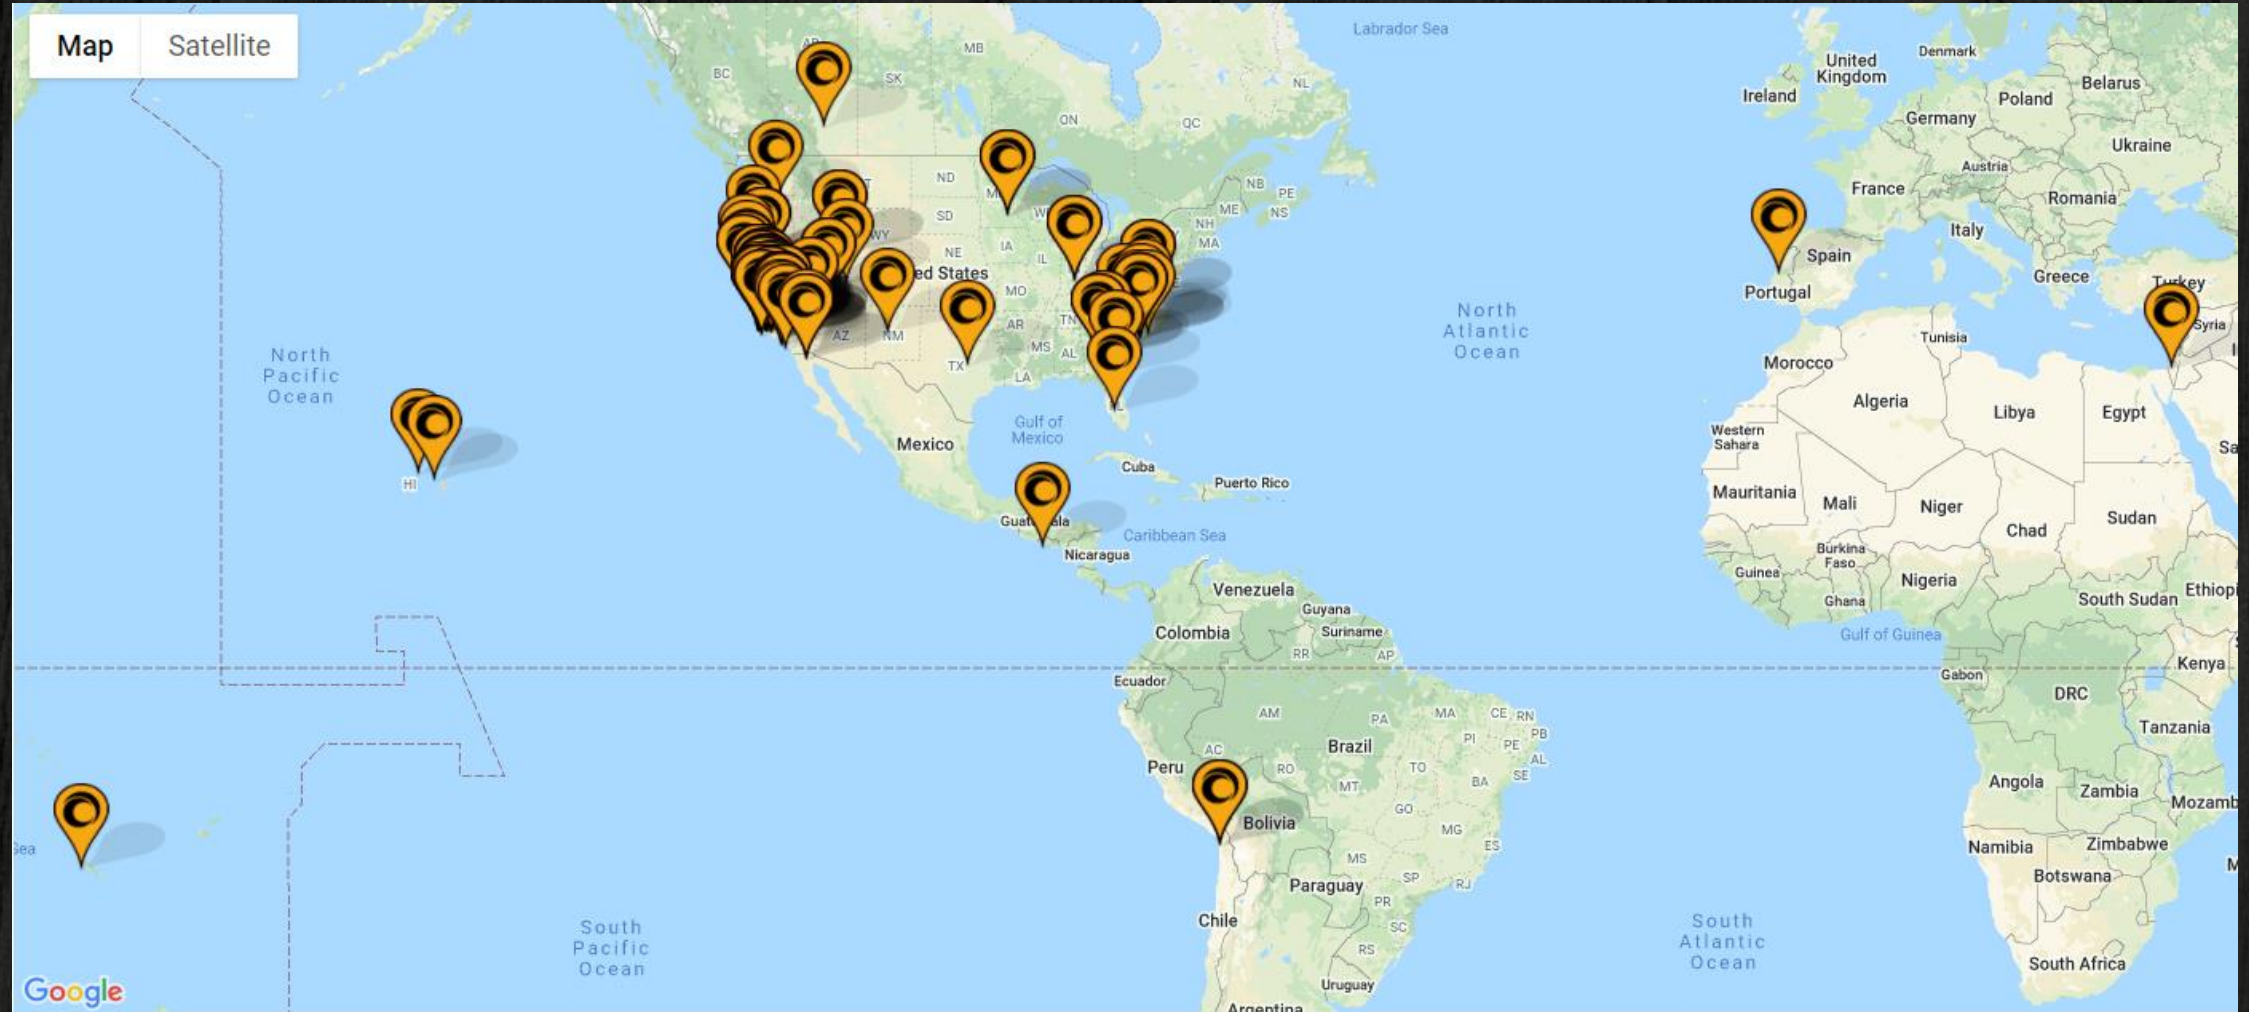 Map
Satellite
Labrador Sea
MB
BC
SK
NL
ON
QC
United
Kingdom
Denmark
Ireland
Belarus
Poland
Germany
Ukraine
Austria
France
Romania
ND
NB
PE
ME
NS
SD
NH
MA
WY
NE
IA
IL
Italy
Spain
ed States
Greece
Turkey
Portugal
MO
North
Atlantic
Ocean
AZ
NM
AR
TN
MS
AL
TX
LA
Syria
Tunisia
Morocco
North
Pacific
Ocean
Algeria
Libya
Egypt
Gulf of
Mexico
Western
Sahara
Mexico
Sa
Cuba
Puerto Rico
HI
Mauritania
Mali
Niger
Chad
Sudan
Caribbean Sea
Nicaragua
Burkina
Faso
Guinea
Nigeria
Ethiopi
Venezuela
Ghana
South Sudan
Guyana
Colombia
Suriname
Gulf of Guinea
RR
AP
Ecuador
Gabon
Kenya
DRC
AM
PA
MA
CE
RN
PB
PI
PE
Tanzania
AC
Brazil
Peru
RO
TO
AL
SE
BA
MT
Angola
Zambia
Mozamb
GO
Bolivia
MG
ES
Sea
Namibia
Zimbabwe
MS
M
Botswana
Paraguay
SP
RJ
PR
Chile
SC
South
Pacific
Ocean
South
Atlantic
Ocean
RS
South Africa
Uruguay
Google
Argentina